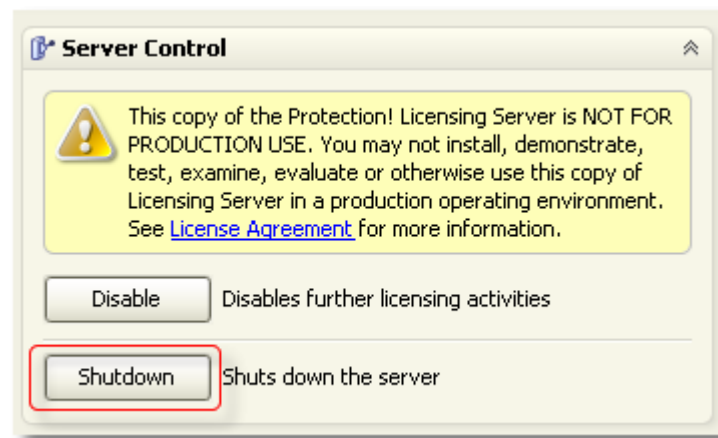 Server Control
This copy of the Protection! Licensing Server is NOT FOR
PRODUCTION USE. You may not install, demonstrate,
test, examine, evaluate or otherwise use this copy of
Licensing Server in a production operating environment.
See License Agreement for more information.
Disable Disables further licensing activities
Shutdown Shuts down the server